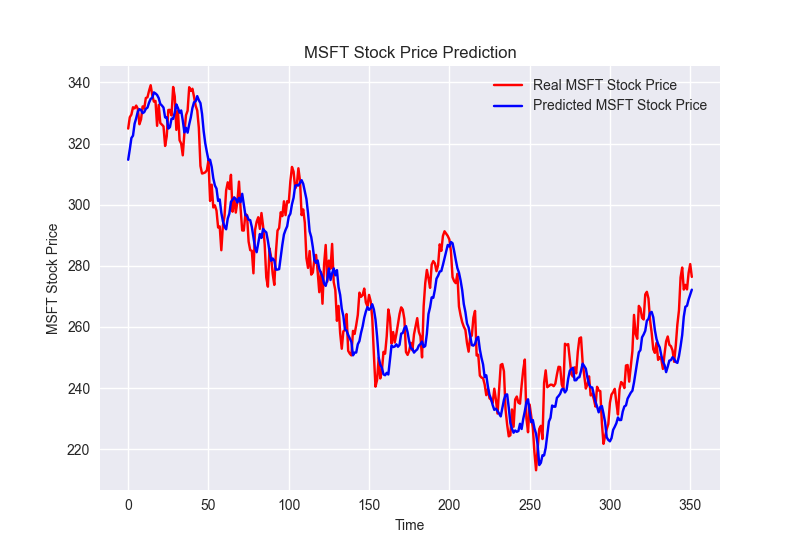 MSFT Stock Price Prediction
Real MSFT Stock Price
Predicted MSFT Stock Price
MSFT Stock Price
340
320
300
280
260
240
220
0 50 100 150 200 250 300 350
Time